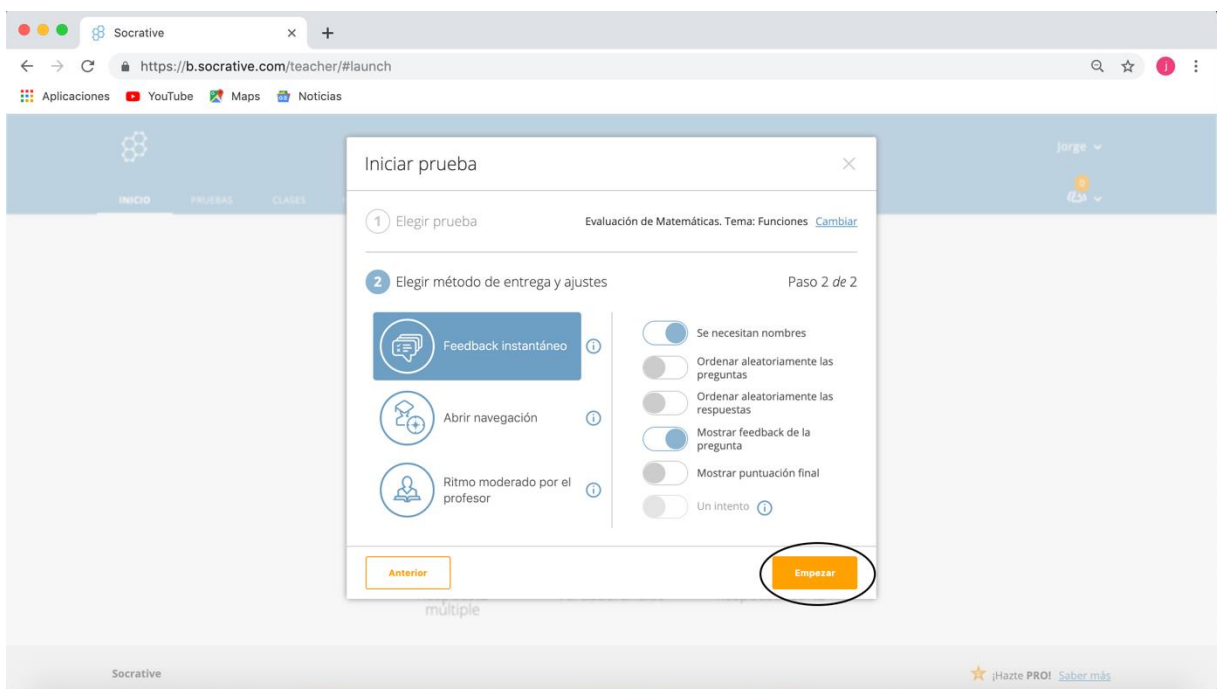 Socrative
https://b.socrative.com/teacher/#launch
Aplicaciones YouTube Maps Noticias
Jorge
0
INICIO PRUEBAS CLASES
Iniciar prueba
1 Elegir prueba Evaluación de Matemáticas. Tema: Funciones Cambiar
2 Elegir método de entrega y ajustes Paso 2 de 2
Feedback instantáneo
Abrir navegación
Ritmo moderado por el
profesor
Se necesitan nombres
Ordenar aleatoriamente las
preguntas
Ordenar aleatoriamente las
respuestas
Mostrar feedback de la
pregunta
Mostrar puntuación final
Un intento
Anterior Empezar
múltiple
Socrative ¡Hazte PRO! Saber más